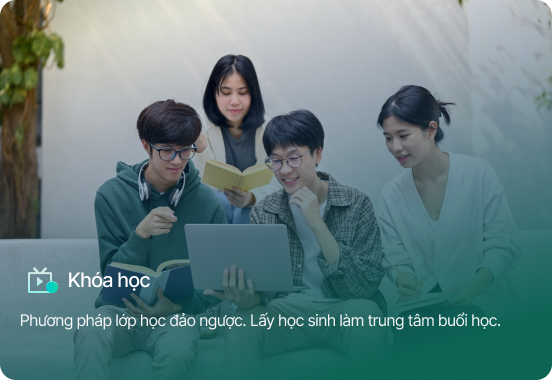 Khóa học
Phương pháp lớp học đảo ngược. Lấy học sinh làm trung tâm buổi học.